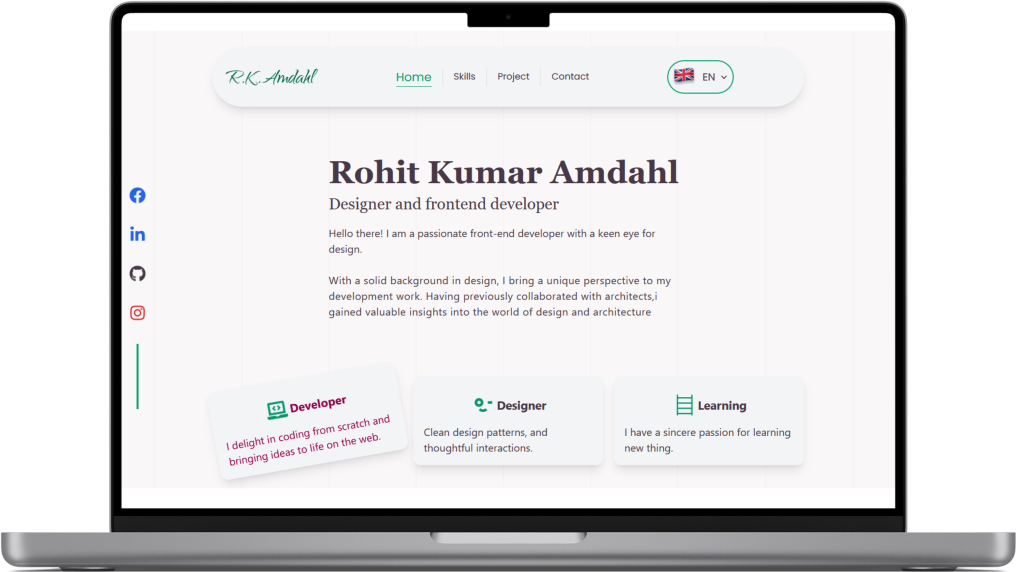 R.K. Amdahl
Home
Skills
Project
Contact
EN
Rohit Kumar Amdahl
Designer and frontend developer
Hello there! I am a passionate front-end developer with a keen eye for
design.
With a solid background in design, I bring a unique perspective to my
development work. Having previously collaborated with architects,i
gained valuable insights into the world of design and architecture
Developer
I delight in coding from scratch and
bringing ideas to life on the web.
Designer
Clean design patterns, and
thoughtful interactions.
Learning
I have a sincere passion for learning
new thing.